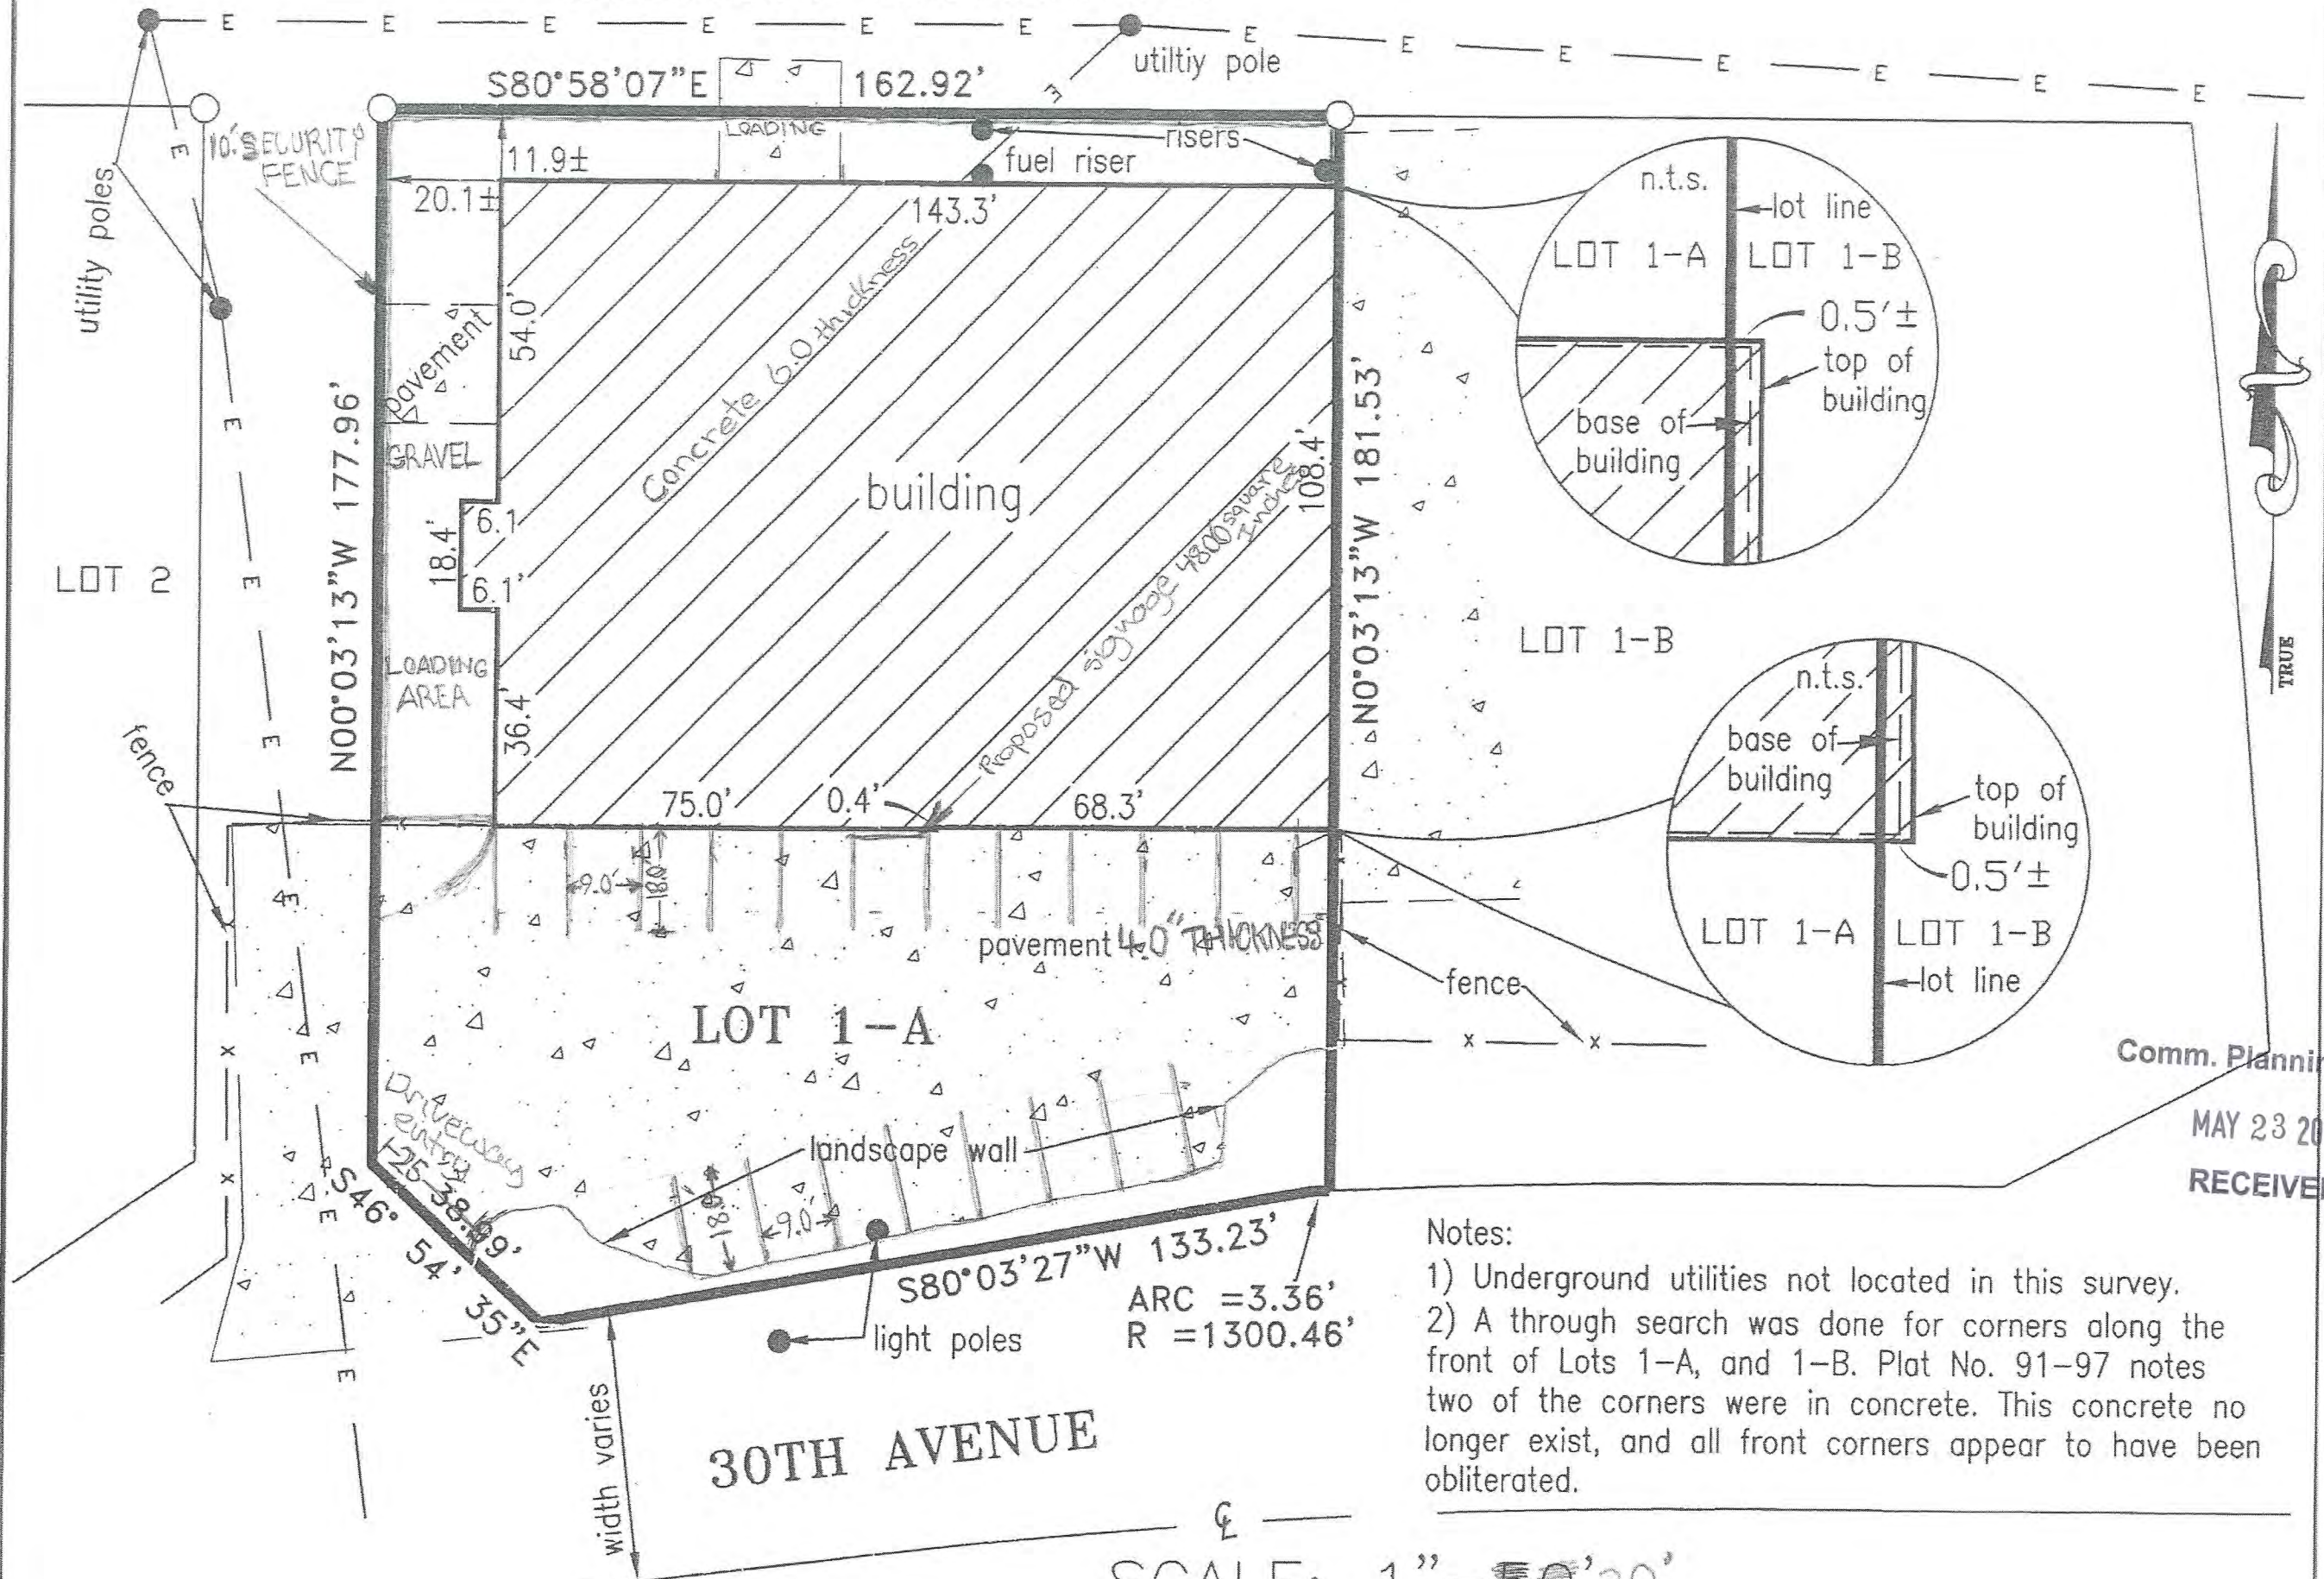 E E E E E E E E E E E E E
utiltiy pole
S80°58'07"E 162.92'
LOADING
risers
10' SECURITY
FENCE
11.9±
fuel riser
20.1±
143.3'
utility poles
E
54.0'
Concrete 6.0 thickness
pavement
GRAVEL
N00°03'13"W 177.96'
building
6.1
18.4'
6.1'
LOT 2
LOADING
AREA
36.4'
Proposed signage 4800 square
Inches
108.4'
N0°03'13"W 181.53'
n.t.s.
lot line
LOT 1-A LOT 1-B
0.5'±
top of
building
base of
building
TRUE
LOT 1-B
n.t.s.
base of
building
top of
building
0.5'±
LOT 1-A LOT 1-B
lot line
fence
75.0' 0.4' 68.3'
9.0' 18.0'
pavement 4.0" THICKNESS
fence
x x
LOT 1-A
Comm. Plannin
MAY 23 20
RECEIVE
Driveway
entry
landscape wall
18.0' 9.0'
S46° 54' 35"E
S80°03'27"W 133.23'
ARC =3.36'
R =1300.46'
light poles
width varies
30TH AVENUE
Notes:
1) Underground utilities not located in this survey.
2) A through search was done for corners along the
front of Lots 1-A, and 1-B. Plat No. 91-97 notes
two of the corners were in concrete. This concrete no
longer exist, and all front corners appear to have been
obliterated.
SCALE: 1"